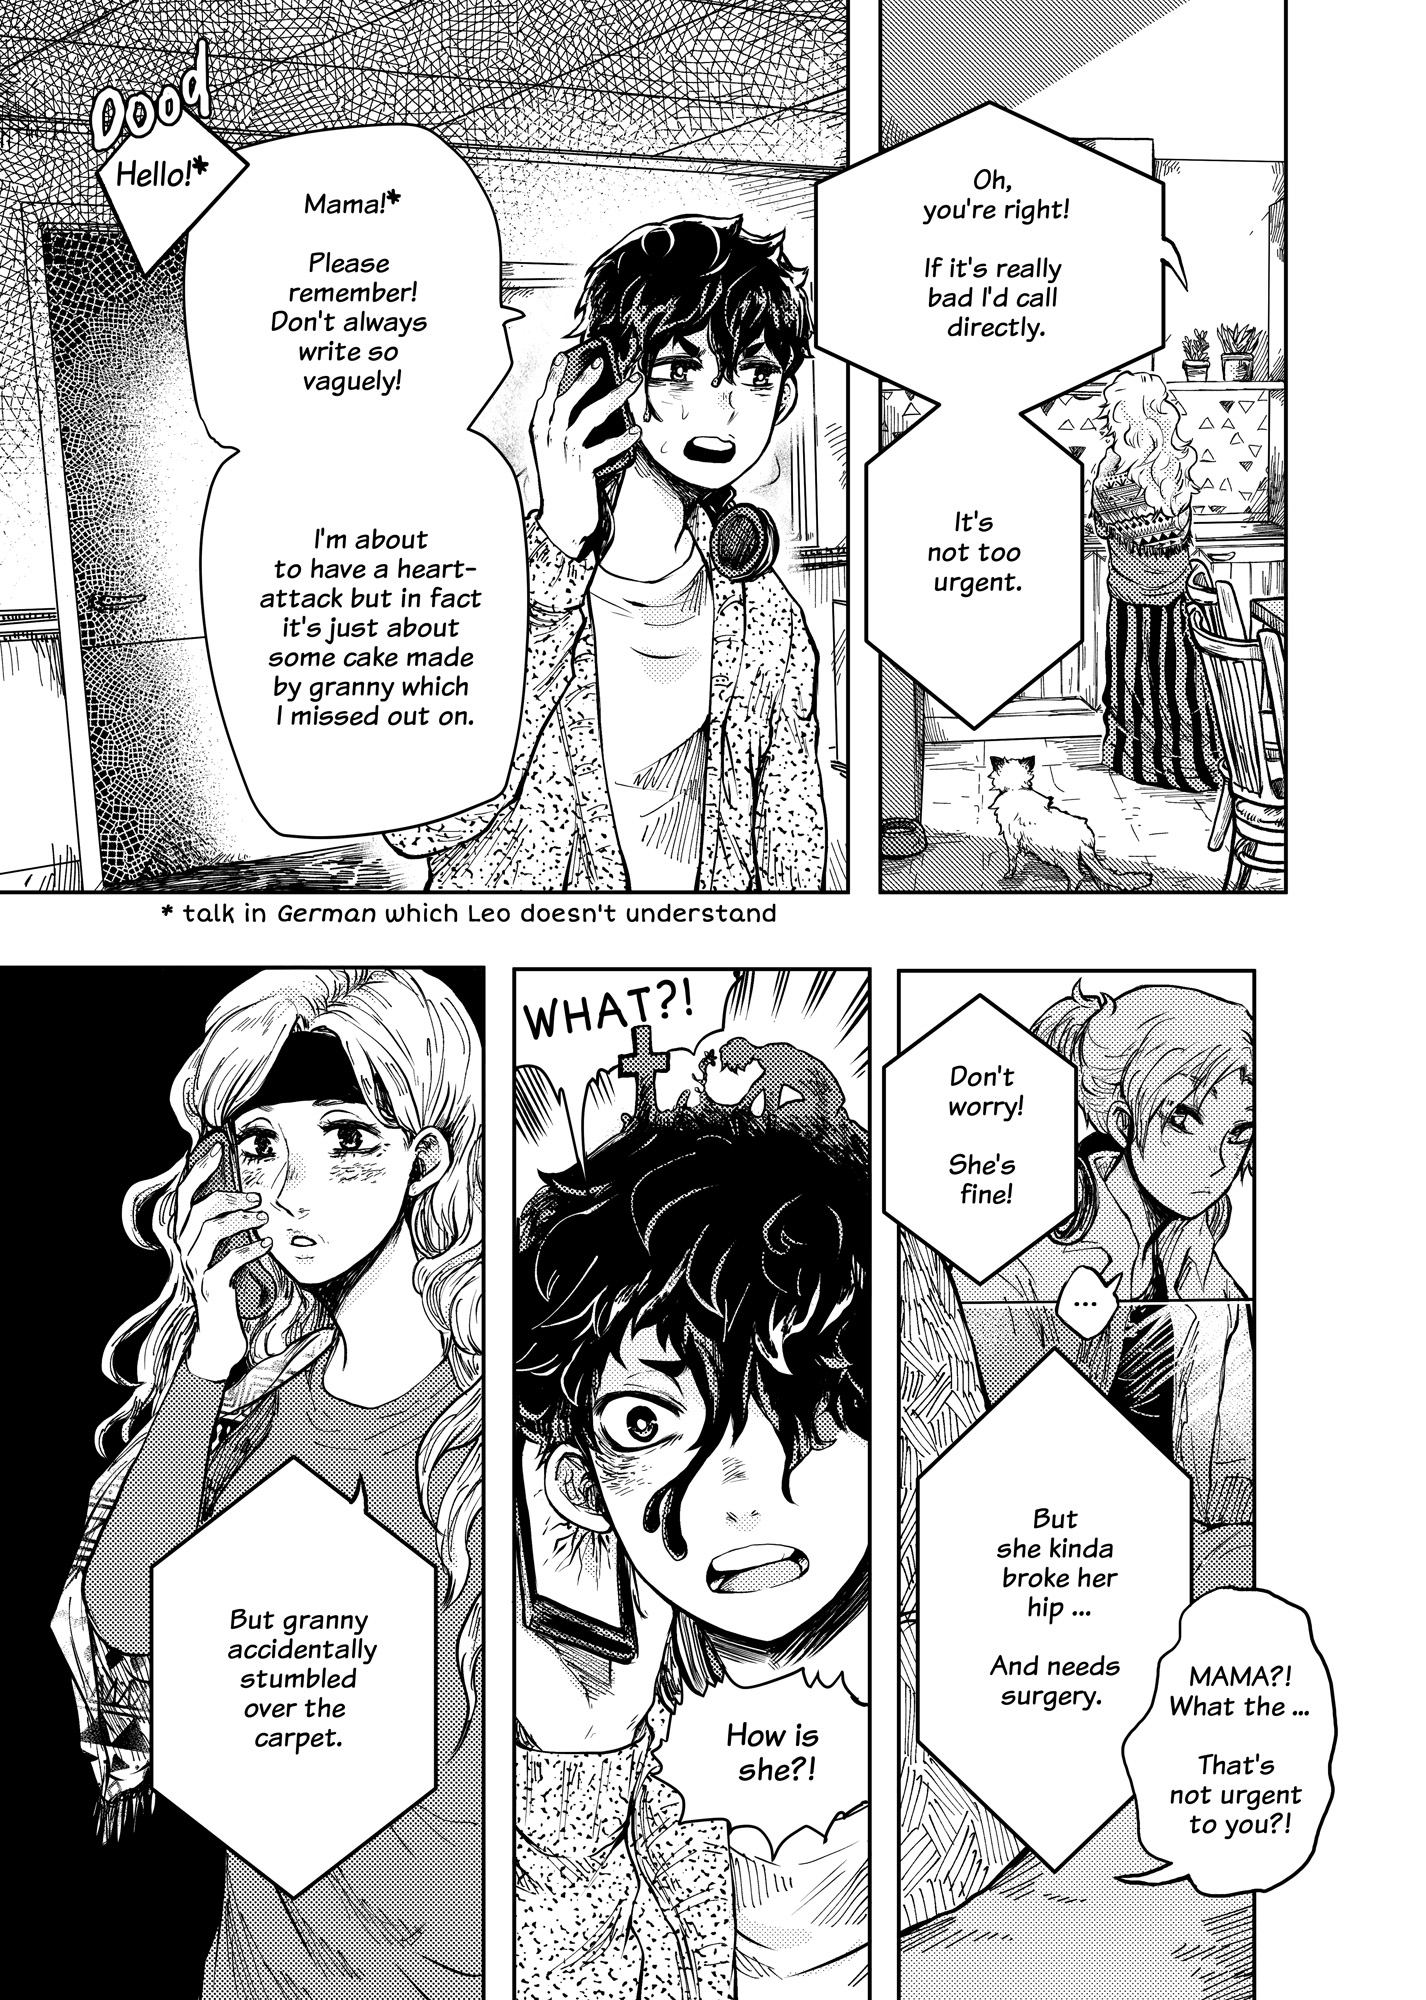 Dood
Hello!*
Mama!*
Please
remember!
Don't always
write so
vaguely!
I'm about
to have a heart-
attack but in fact
it's just about
some cake made
by granny which
I missed out on.
Oh,
you're right!
If it's really
bad I'd call
directly.
It's
not too
urgent.
* talk in German which Leo doesn't understand
But granny
accidentally
stumbled
over the
carpet.
WHAT?!
How is
she?!
Don't
worry!
She's
fine!
...
But
she kinda
broke her
hip ...
And needs
surgery.
MAMA?!
What the ...
That's
not urgent
to you?!